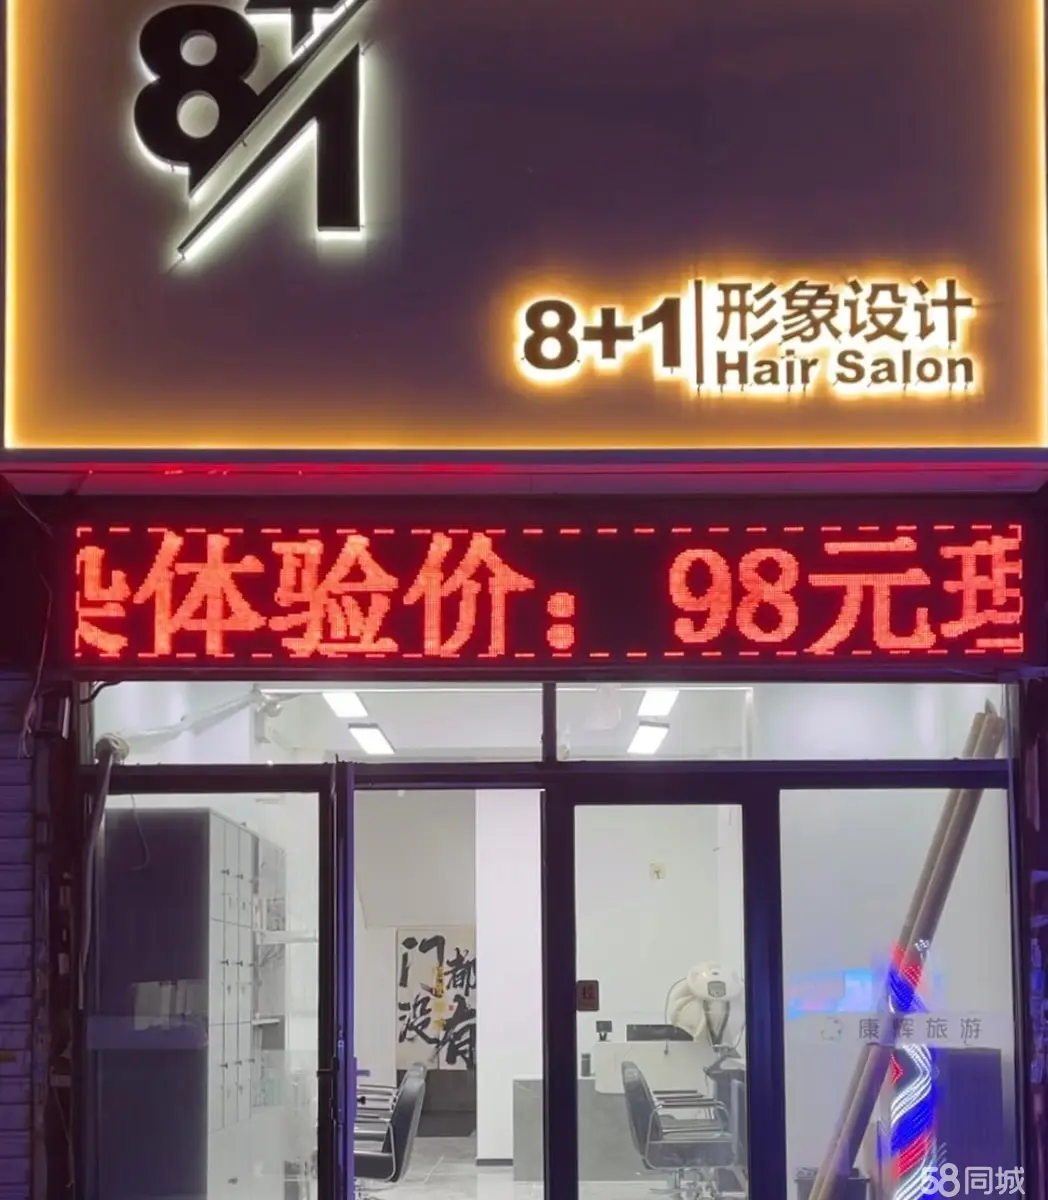 8+1
8+1 形象设计
Hair Salon
染体验价：98元
门都没有
康辉旅游
58同城